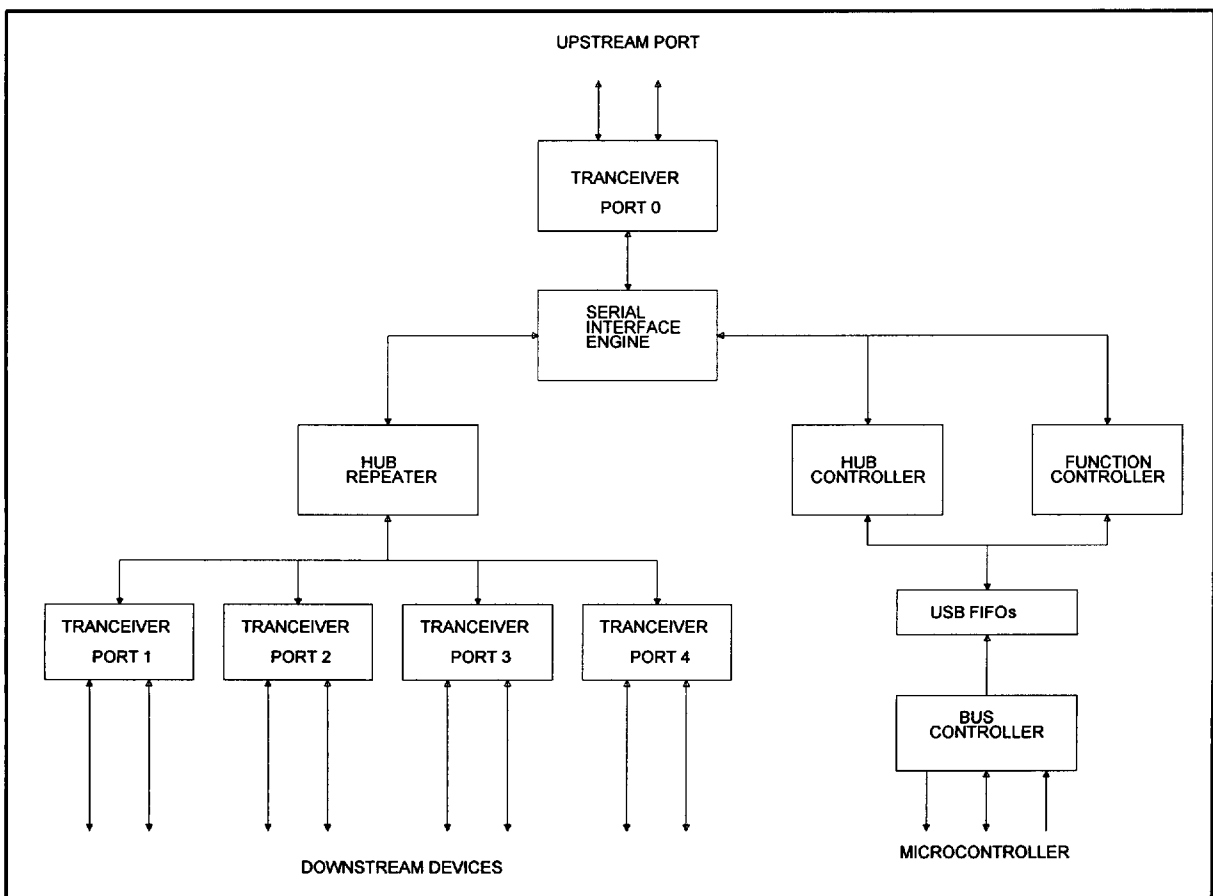 UPSTREAM PORT
TRANCEIVER
PORT 0
SERIAL
INTERFACE
ENGINE
HUB
REPEATER
HUB
CONTROLLER
FUNCTION
CONTROLLER
TRANCEIVER
PORT 1
TRANCEIVER
PORT 2
TRANCEIVER
PORT 3
TRANCEIVER
PORT 4
USB FIFOs
BUS
CONTROLLER
DOWNSTREAM DEVICES
MICROCONTROLLER